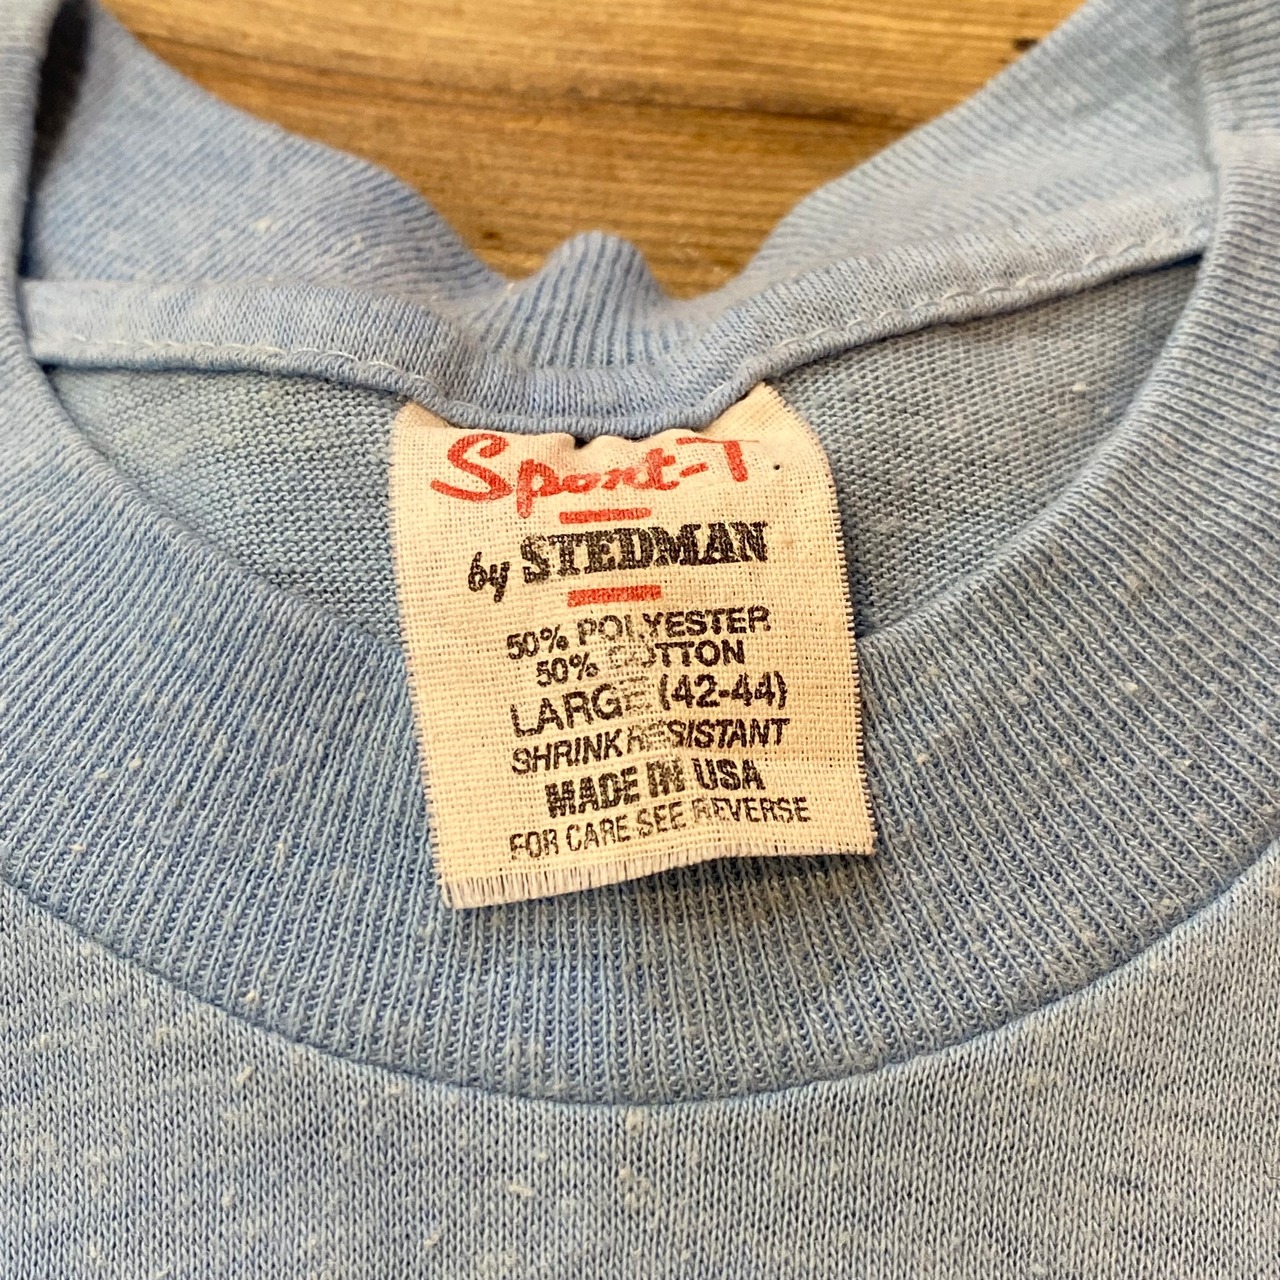 Sport-T
by STEDMAN
50% POLYESTER
50% COTTON
LARGE (42-44)
SHRINK RESISTANT
MADE IN USA
FOR CARE SEE REVERSE